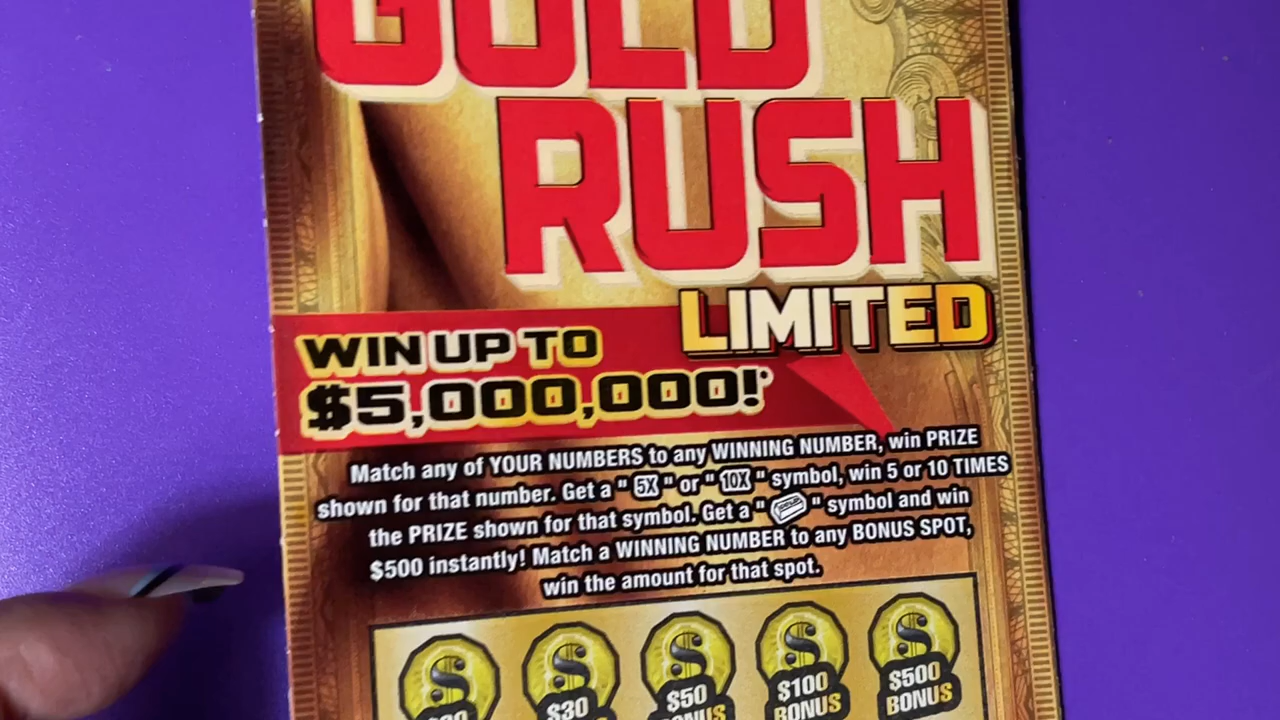 GOLD
RUSH
LIMITED
WIN UP TO
$5,000,000!*
Match any of YOUR NUMBERS to any WINNING NUMBER, win PRIZE
shown for that number. Get a "5X" or "10X" symbol, win 5 or 10 TIMES
the PRIZE shown for that symbol. Get a " " symbol and win
$500 instantly! Match a WINNING NUMBER to any BONUS SPOT,
win the amount for that spot.
$30 $50 $100 $500
BONUS BONUS BONUS